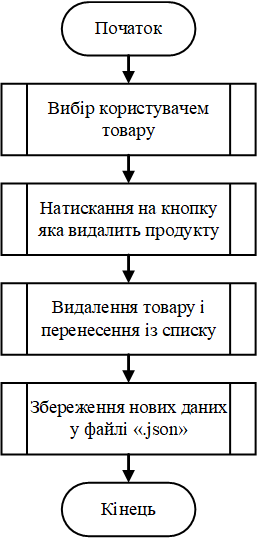 Початок
Вибір користувачем
товару
Натискання на кнопку
яка видалить продукту
Видалення товару і
перенесення із списку
Збереження нових даних
у файлі «.json»
Кінець